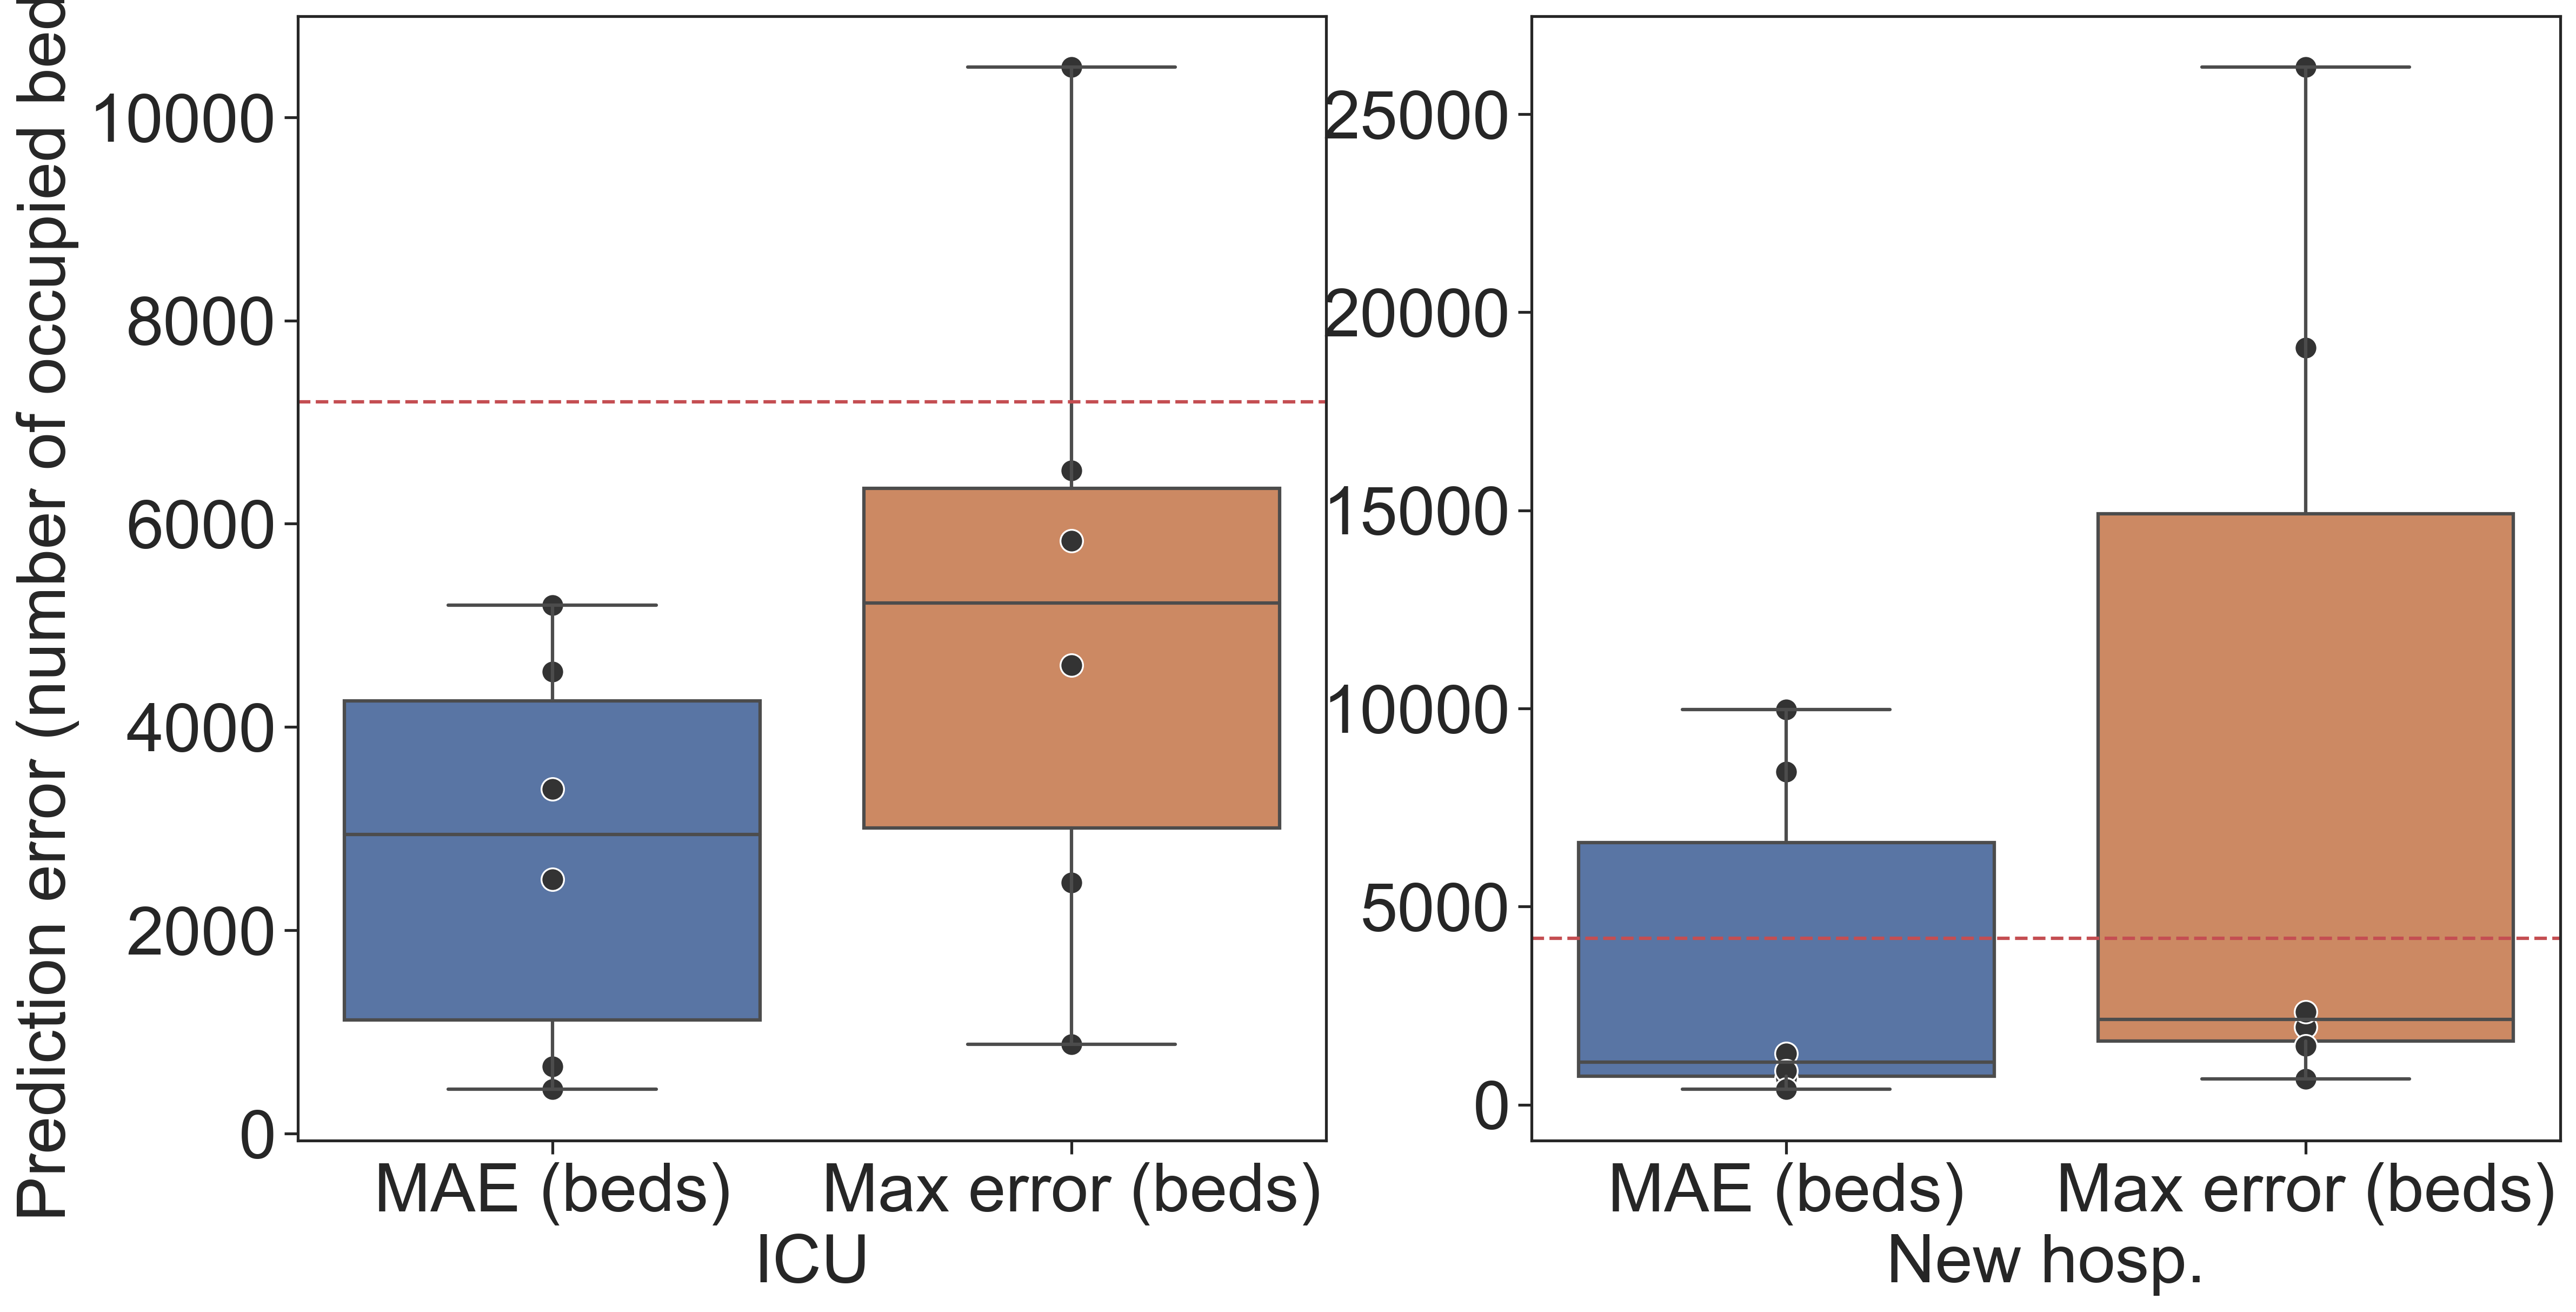 Prediction error (number of occupied bed
10000
8000
6000
4000
2000
0
MAE (beds) Max error (beds)
ICU
25000
20000
15000
10000
5000
0
MAE (beds) Max error (beds)
New hosp.